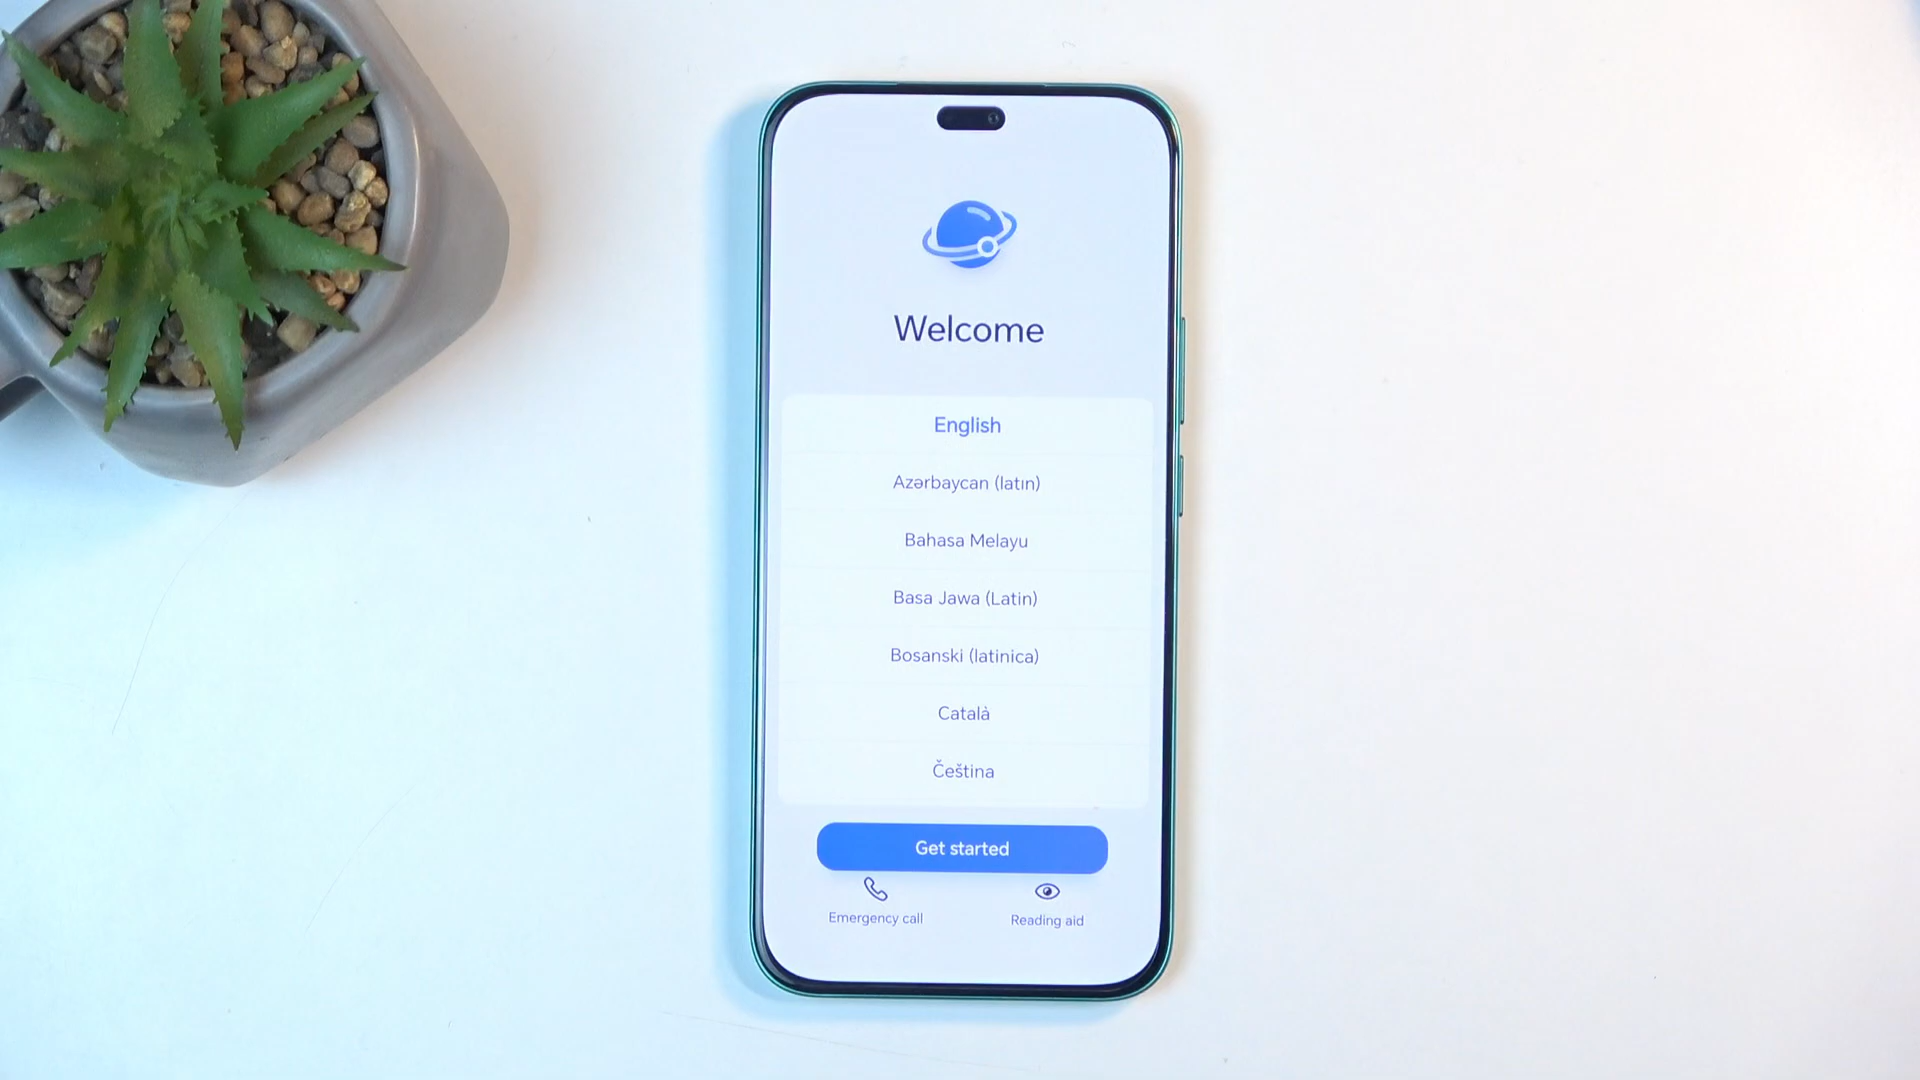 Welcome
English
Azərbaycan (latın)
Bahasa Melayu
Basa Jawa (Latin)
Bosanski (latinica)
Català
Čeština
Get started
Emergency call
Reading aid